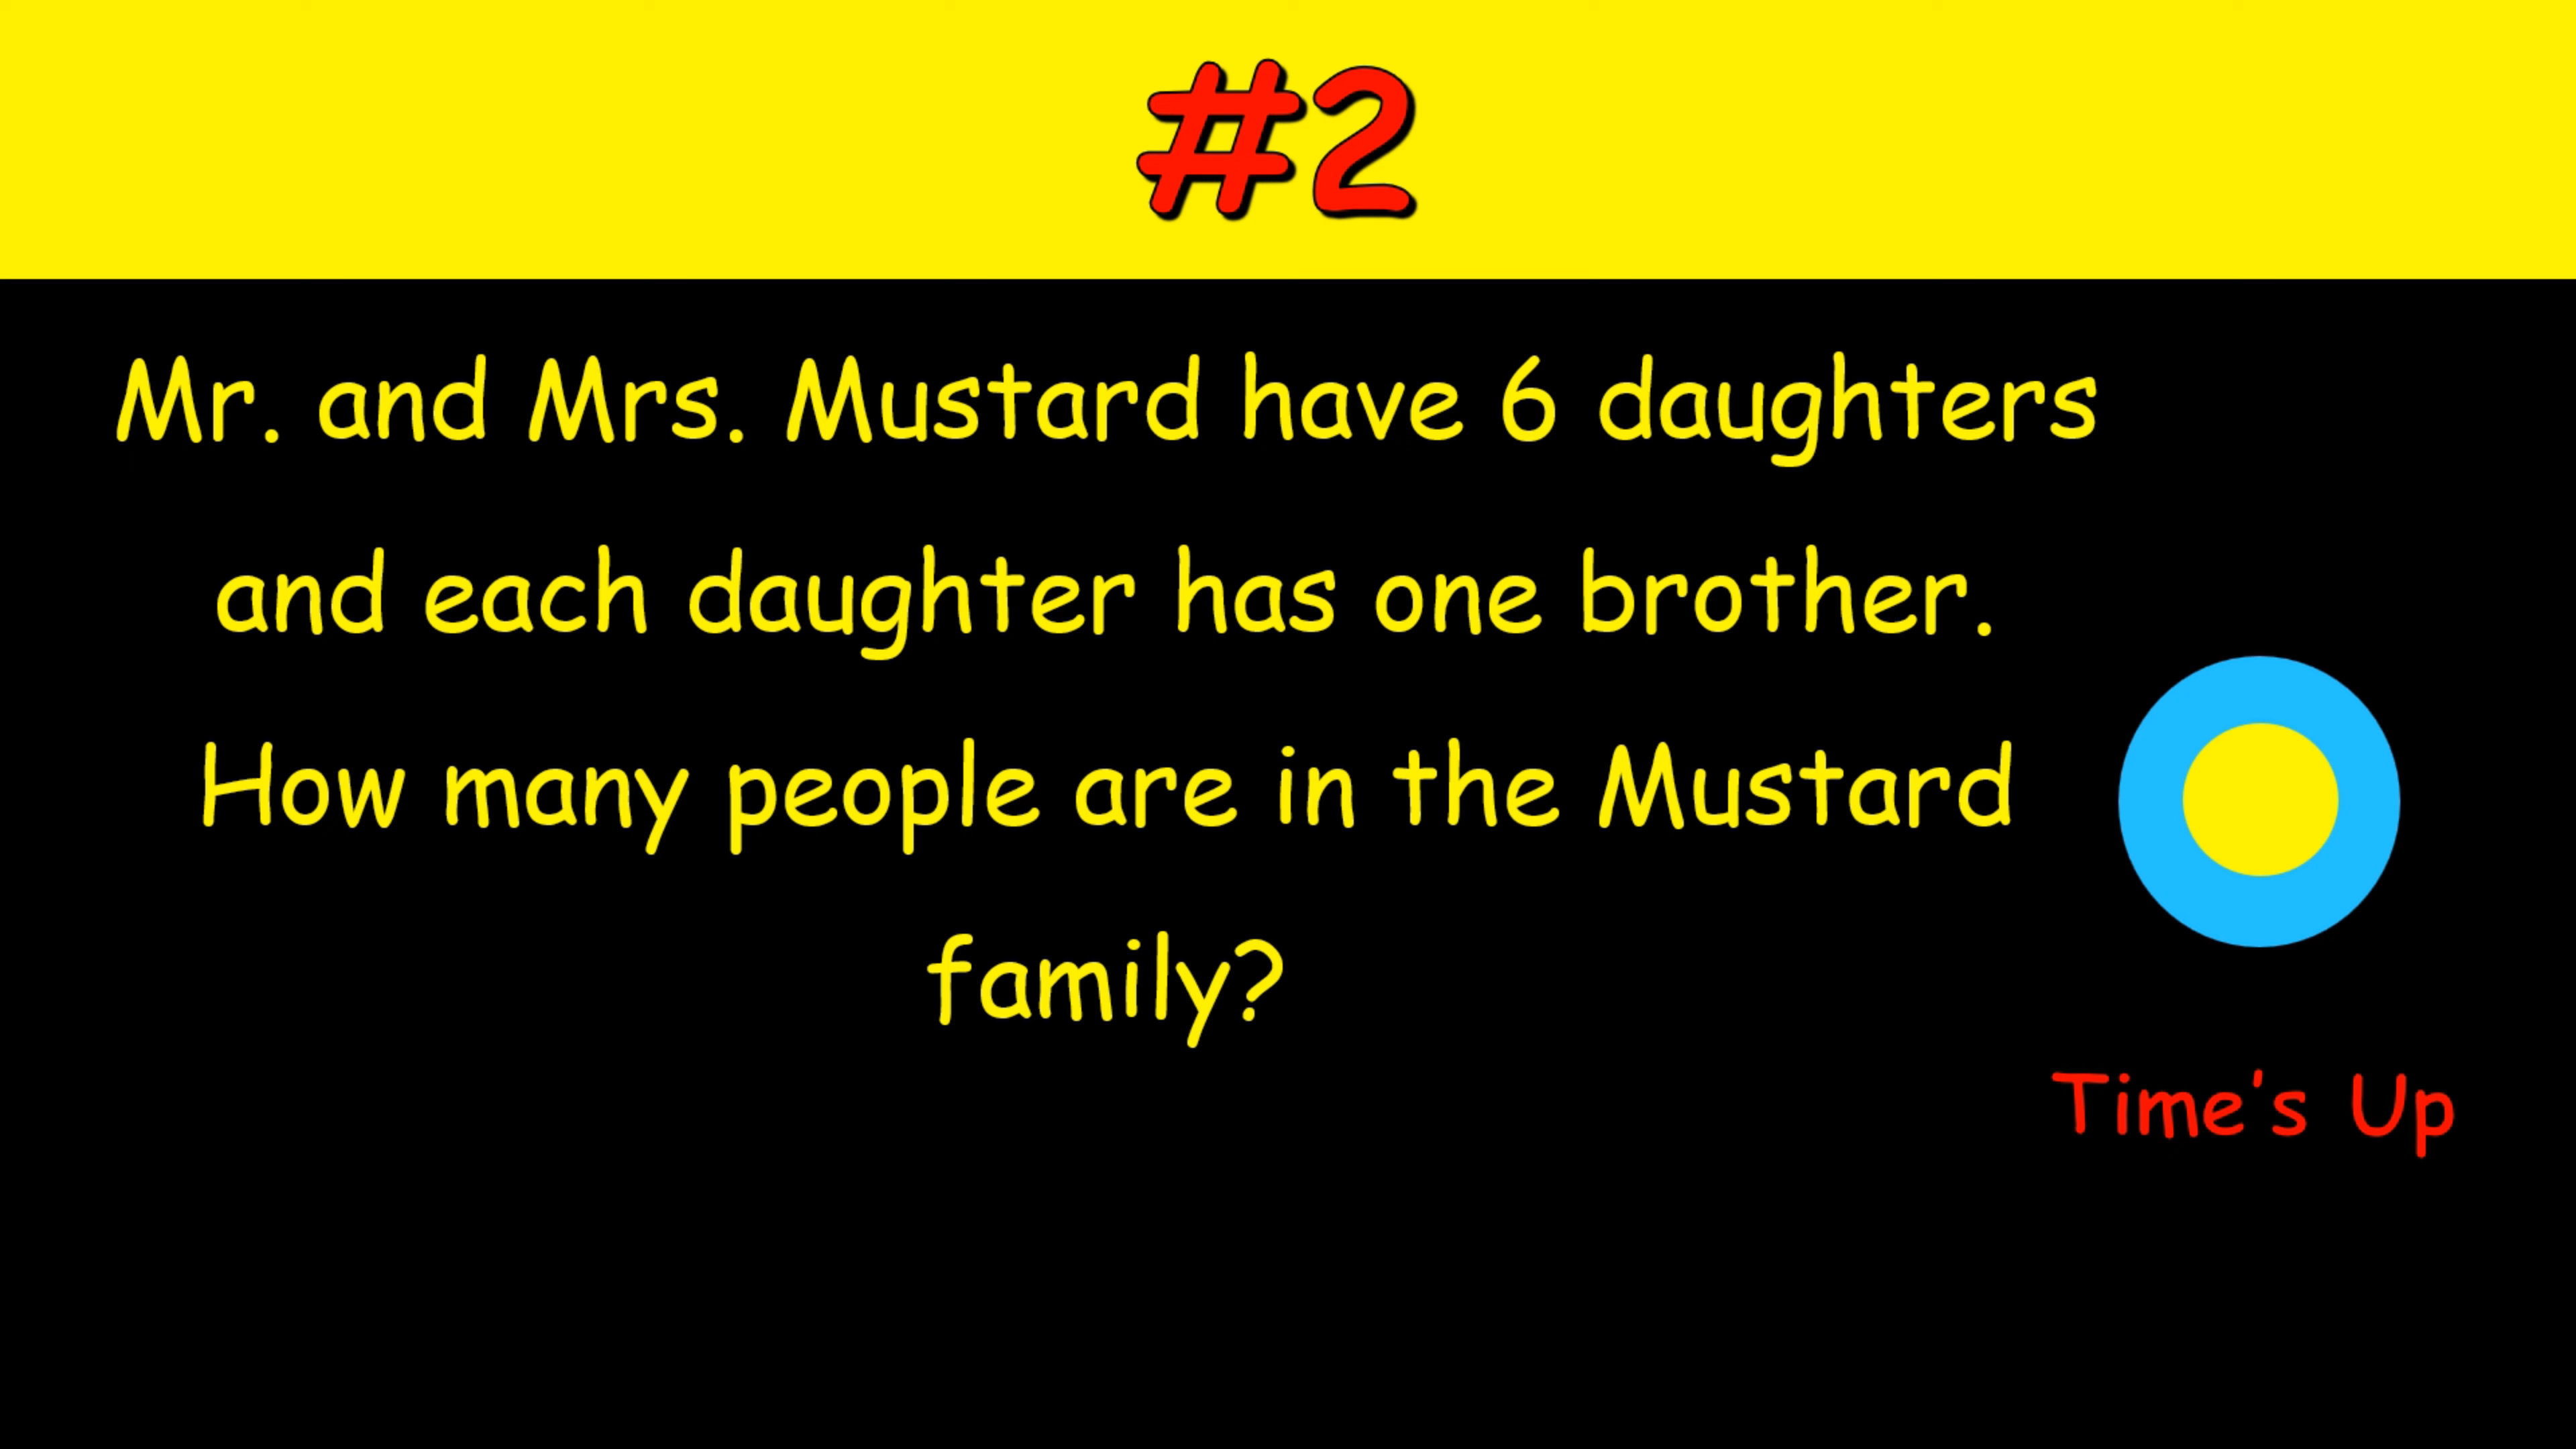 #2
Mr. and Mrs. Mustard have 6 daughters
and each daughter has one brother.
How many people are in the Mustard
family?
Time's Up